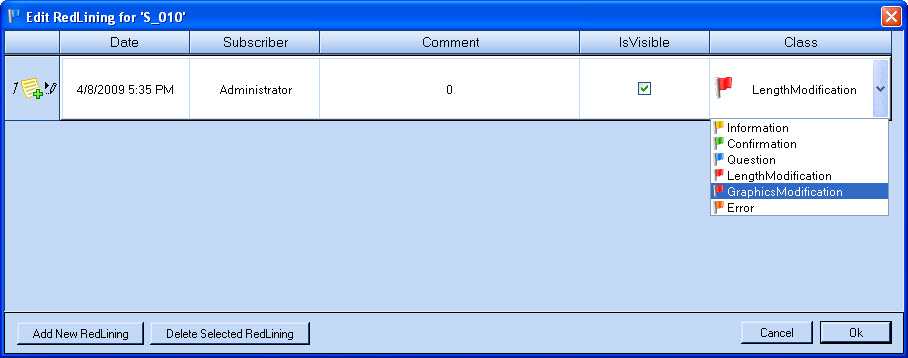 Edit RedLining for 'S_010'
Date Subscriber Comment IsVisible Class
4/8/2009 5:35 PM Administrator 0 LengthModification
Information
Confirmation
Question
LengthModification
GraphicsModification
Error
Add New RedLining Delete Selected RedLining Cancel Ok